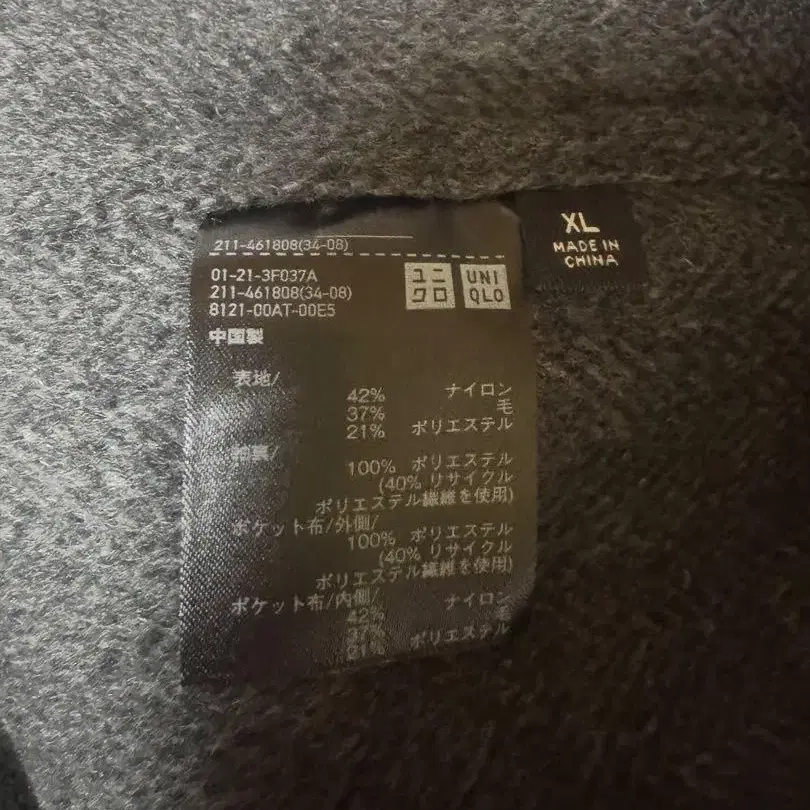 211-461808(34-08)
01-21-3F037A
211-461808(34-08)
8121-00AT-00E5
ユニ
クロ
UNI
QLO
中国製
XL
MADE IN
CHINA
表地/
42% ナイロン
37% 毛
21% ポリエステル
100% ポリエステル
(40% リサイクル
ポリエステル繊維を使用)
ポケット布/外側/
100% ポリエステル
(40% リサイクル
ポリエステル繊維を使用)
ポケット布/内側/
42% ナイロン
37%
21% ポリエステル